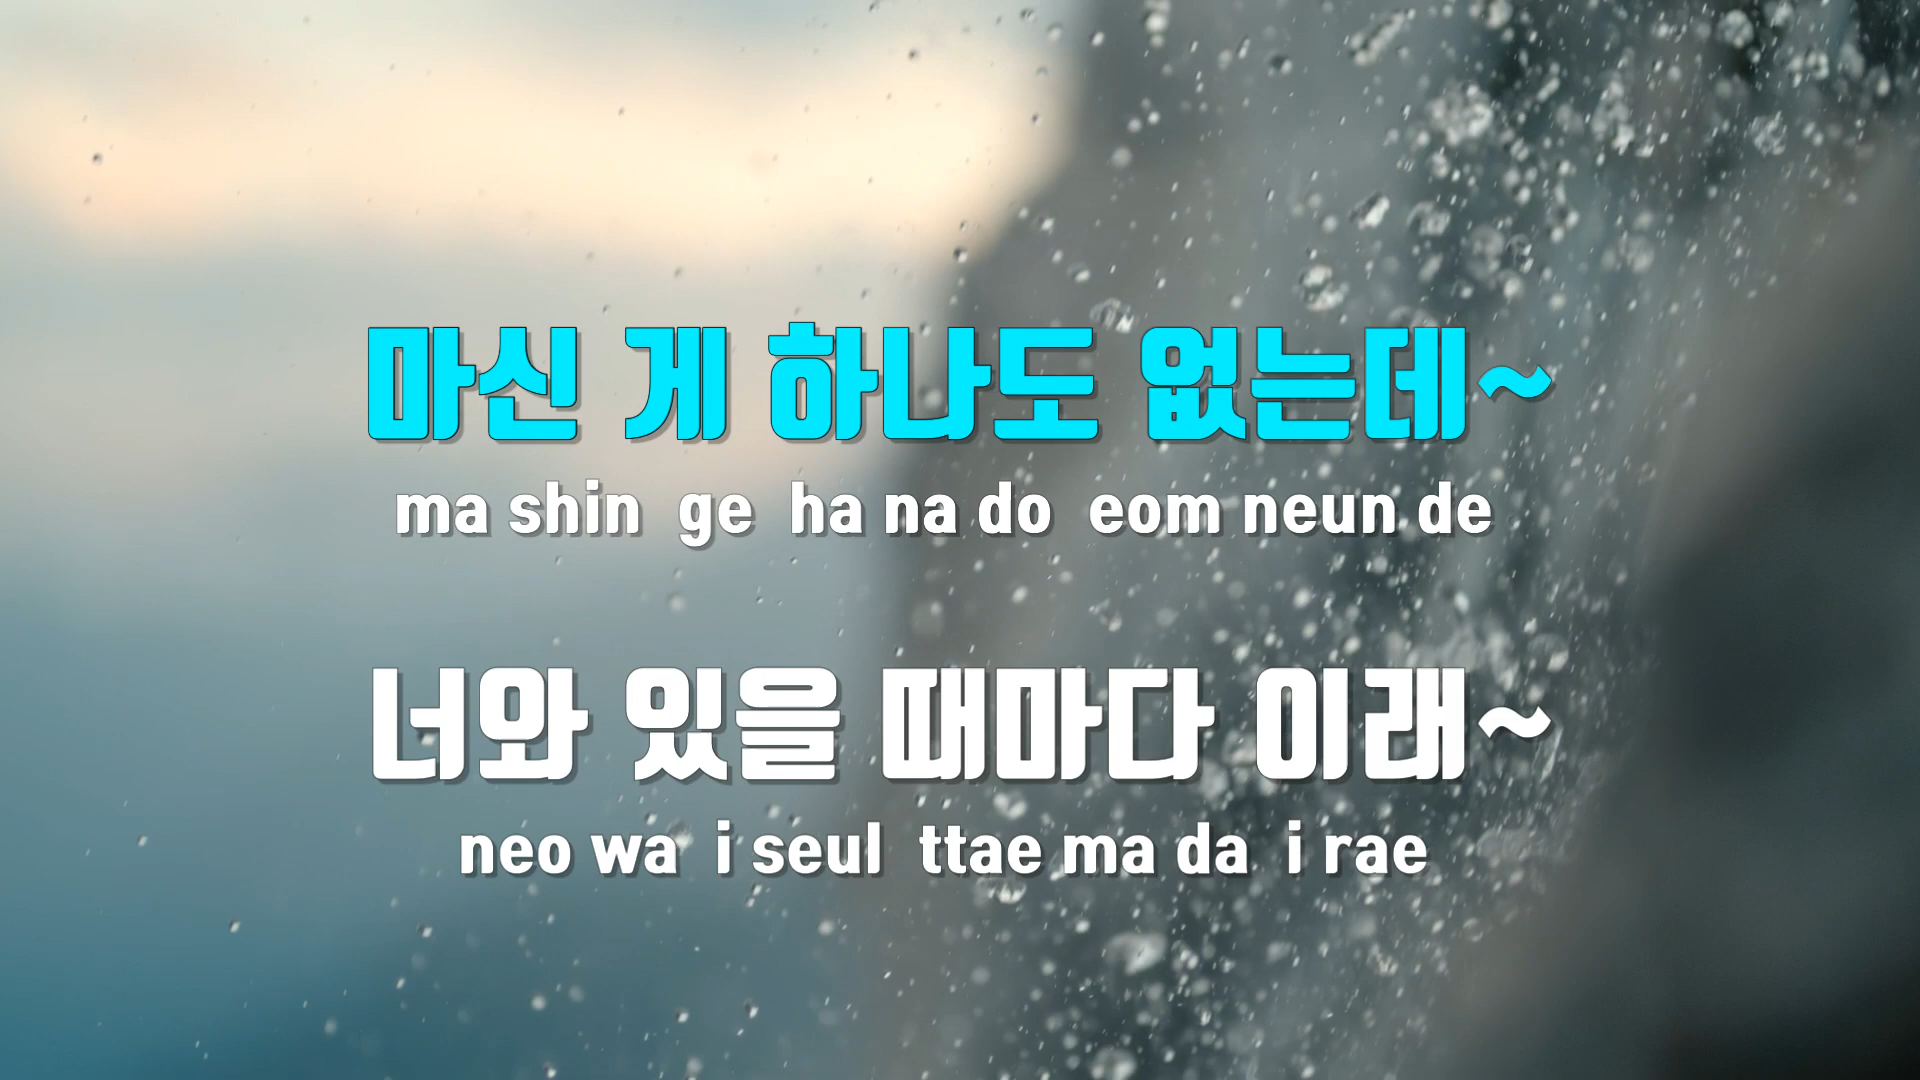 마신 게 하나도 없는데~
ma shin ge ha na do eom neun de
너와 있을 때마다 이래~
neo wa i seul ttae ma da i rae